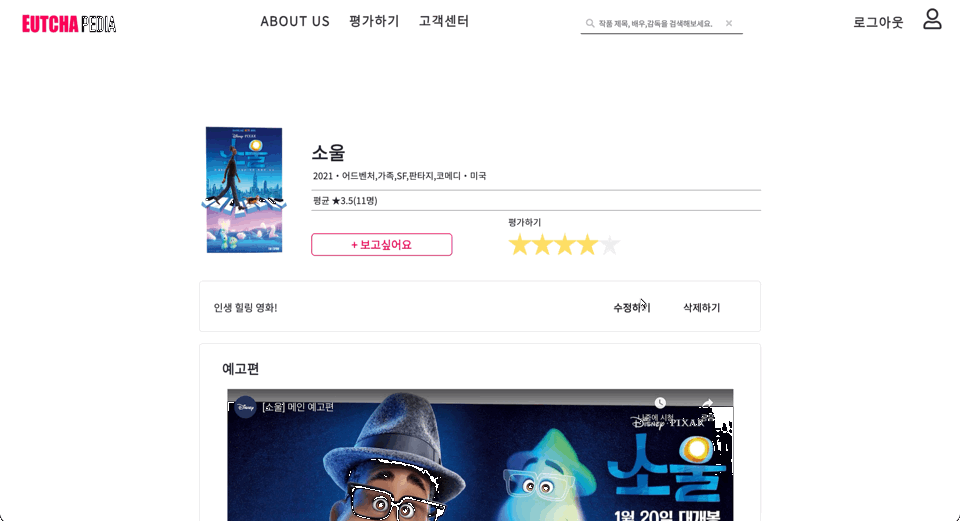 EUTCHA PEDIA
ABOUT US 평가하기 고객센터
작품 제목, 배우,감독을 검색해보세요.
로그아웃
DISNEY PIXAR
소울
소울
2021・어드벤처,가족,SF,판타지,코메디・미국
평균 ★3.5(11명)
평가하기
+ 보고싶어요
인생 힐링 영화!
수정하기 삭제하기
예고편
Disney
[소울] 메인 예고편
나중에 시청
DISNEY · PIXAR
소울
1월 20일 대개봉